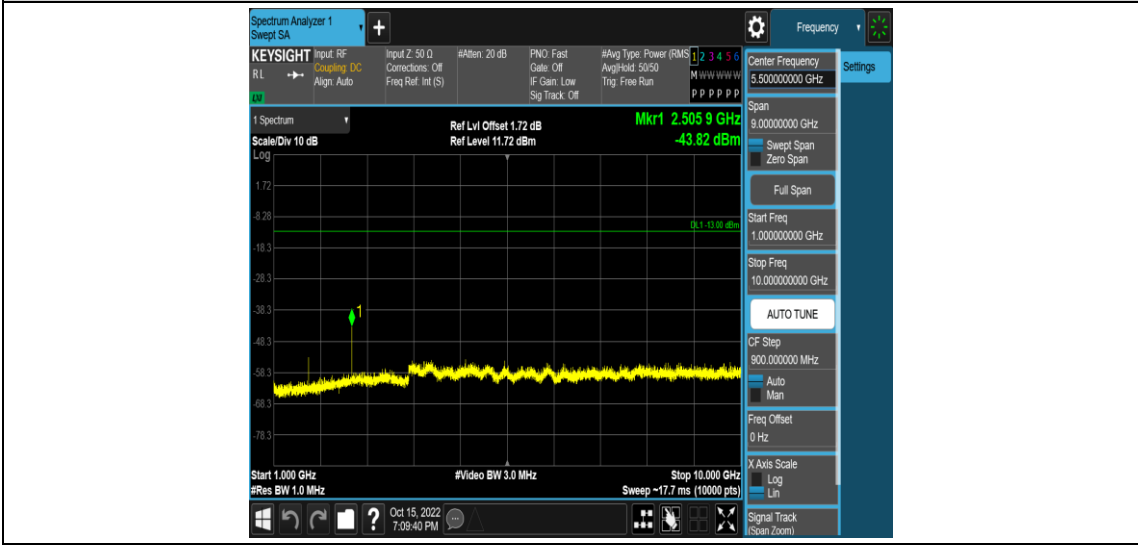 Spectrum Analyzer 1
Swept SA
Frequency
KEYSIGHT
RL
LXI
Input: RF
Coupling: DC
Align: Auto
Input Z: 50 Ω
Corrections: Off
Freq Ref: Int (S)
#Atten: 20 dB
PNO: Fast
Gate: Off
IF Gain: Low
Sig Track: Off
#Avg Type: Power (RMS
Avg|Hold: 50/50
Trig: Free Run
1 2 3 4 5 6
M W W W W W
P P P P P P
1 Spectrum
Scale/Div 10 dB
Log
Ref Lvl Offset 1.72 dB
Ref Level 11.72 dBm
Mkr1 2.505 9 GHz
-43.82 dBm
1.72
-8.28
-18.3
-28.3
-38.3
-48.3
-58.3
-68.3
-78.3
DL1 -13.00 dBm
1
Start 1.000 GHz
#Res BW 1.0 MHz
#Video BW 3.0 MHz
Stop 10.000 GHz
Sweep ~17.7 ms (10000 pts)
Oct 15, 2022
7:09:40 PM
Center Frequency
5.500000000 GHz
Settings
Span
9.00000000 GHz
Swept Span
Zero Span
Full Span
Start Freq
1.000000000 GHz
Stop Freq
10.000000000 GHz
AUTO TUNE
CF Step
900.000000 MHz
Auto
Man
Freq Offset
0 Hz
X Axis Scale
Log
Lin
Signal Track
(Span Zoom)